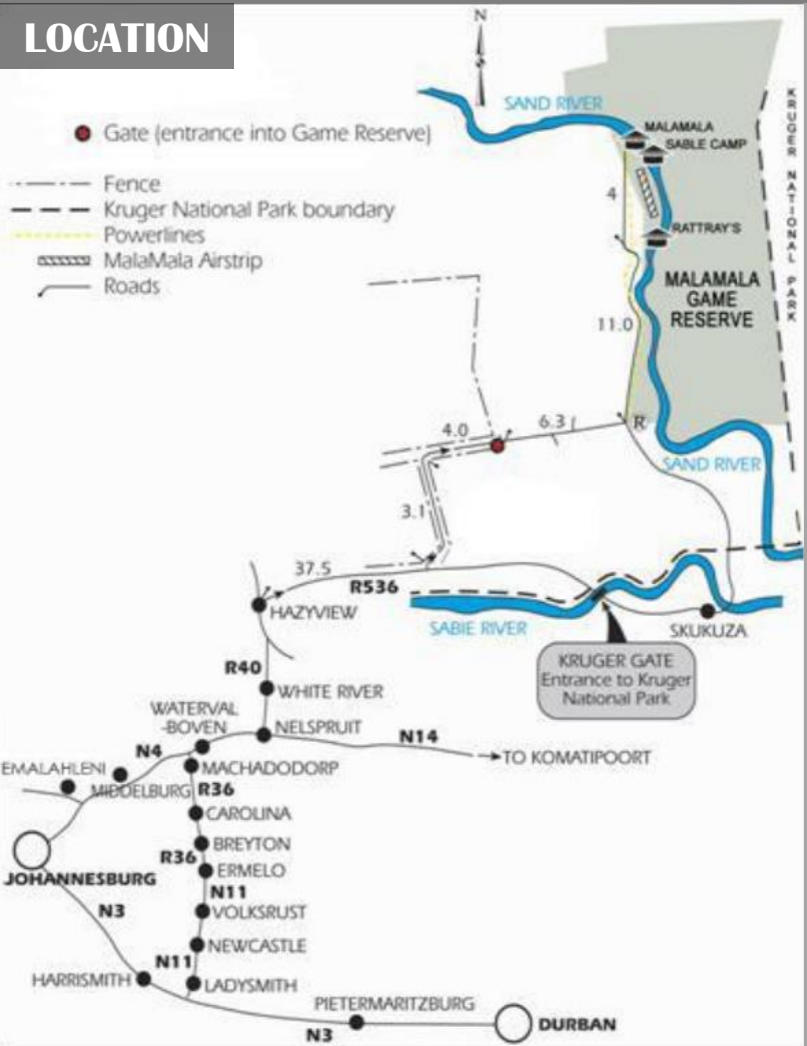 LOCATION
N
SAND RIVER
MALAMALA
SABLE CAMP
Gate (entrance into Game Reserve)
Fence
Kruger National Park boundary
Powerlines
MalaMala Airstrip
Roads
KRUGER NATIONAL PARK
4
RATTRAY'S
MALAMALA
GAME
RESERVE
11.0
4.0
6.3
R
SAND RIVER
3.1
37.5
R536
HAZYVIEW
SABIE RIVER
SKUKUZA
KRUGER GATE
Entrance to Kruger
National Park
R40
WHITE RIVER
WATERVAL
-BOVEN
NELSPRUIT
N4
N14
TO KOMATIPOORT
EMALAHLENI
MACHADODORP
MIDDELBURG
R36
CAROLINA
BREYTON
R36
ERMELO
JOHANNESBURG
N11
N3
VOLKSRUST
NEWCASTLE
N11
HARRISMITH
LADYSMITH
PIETERMARITZBURG
DURBAN
N3